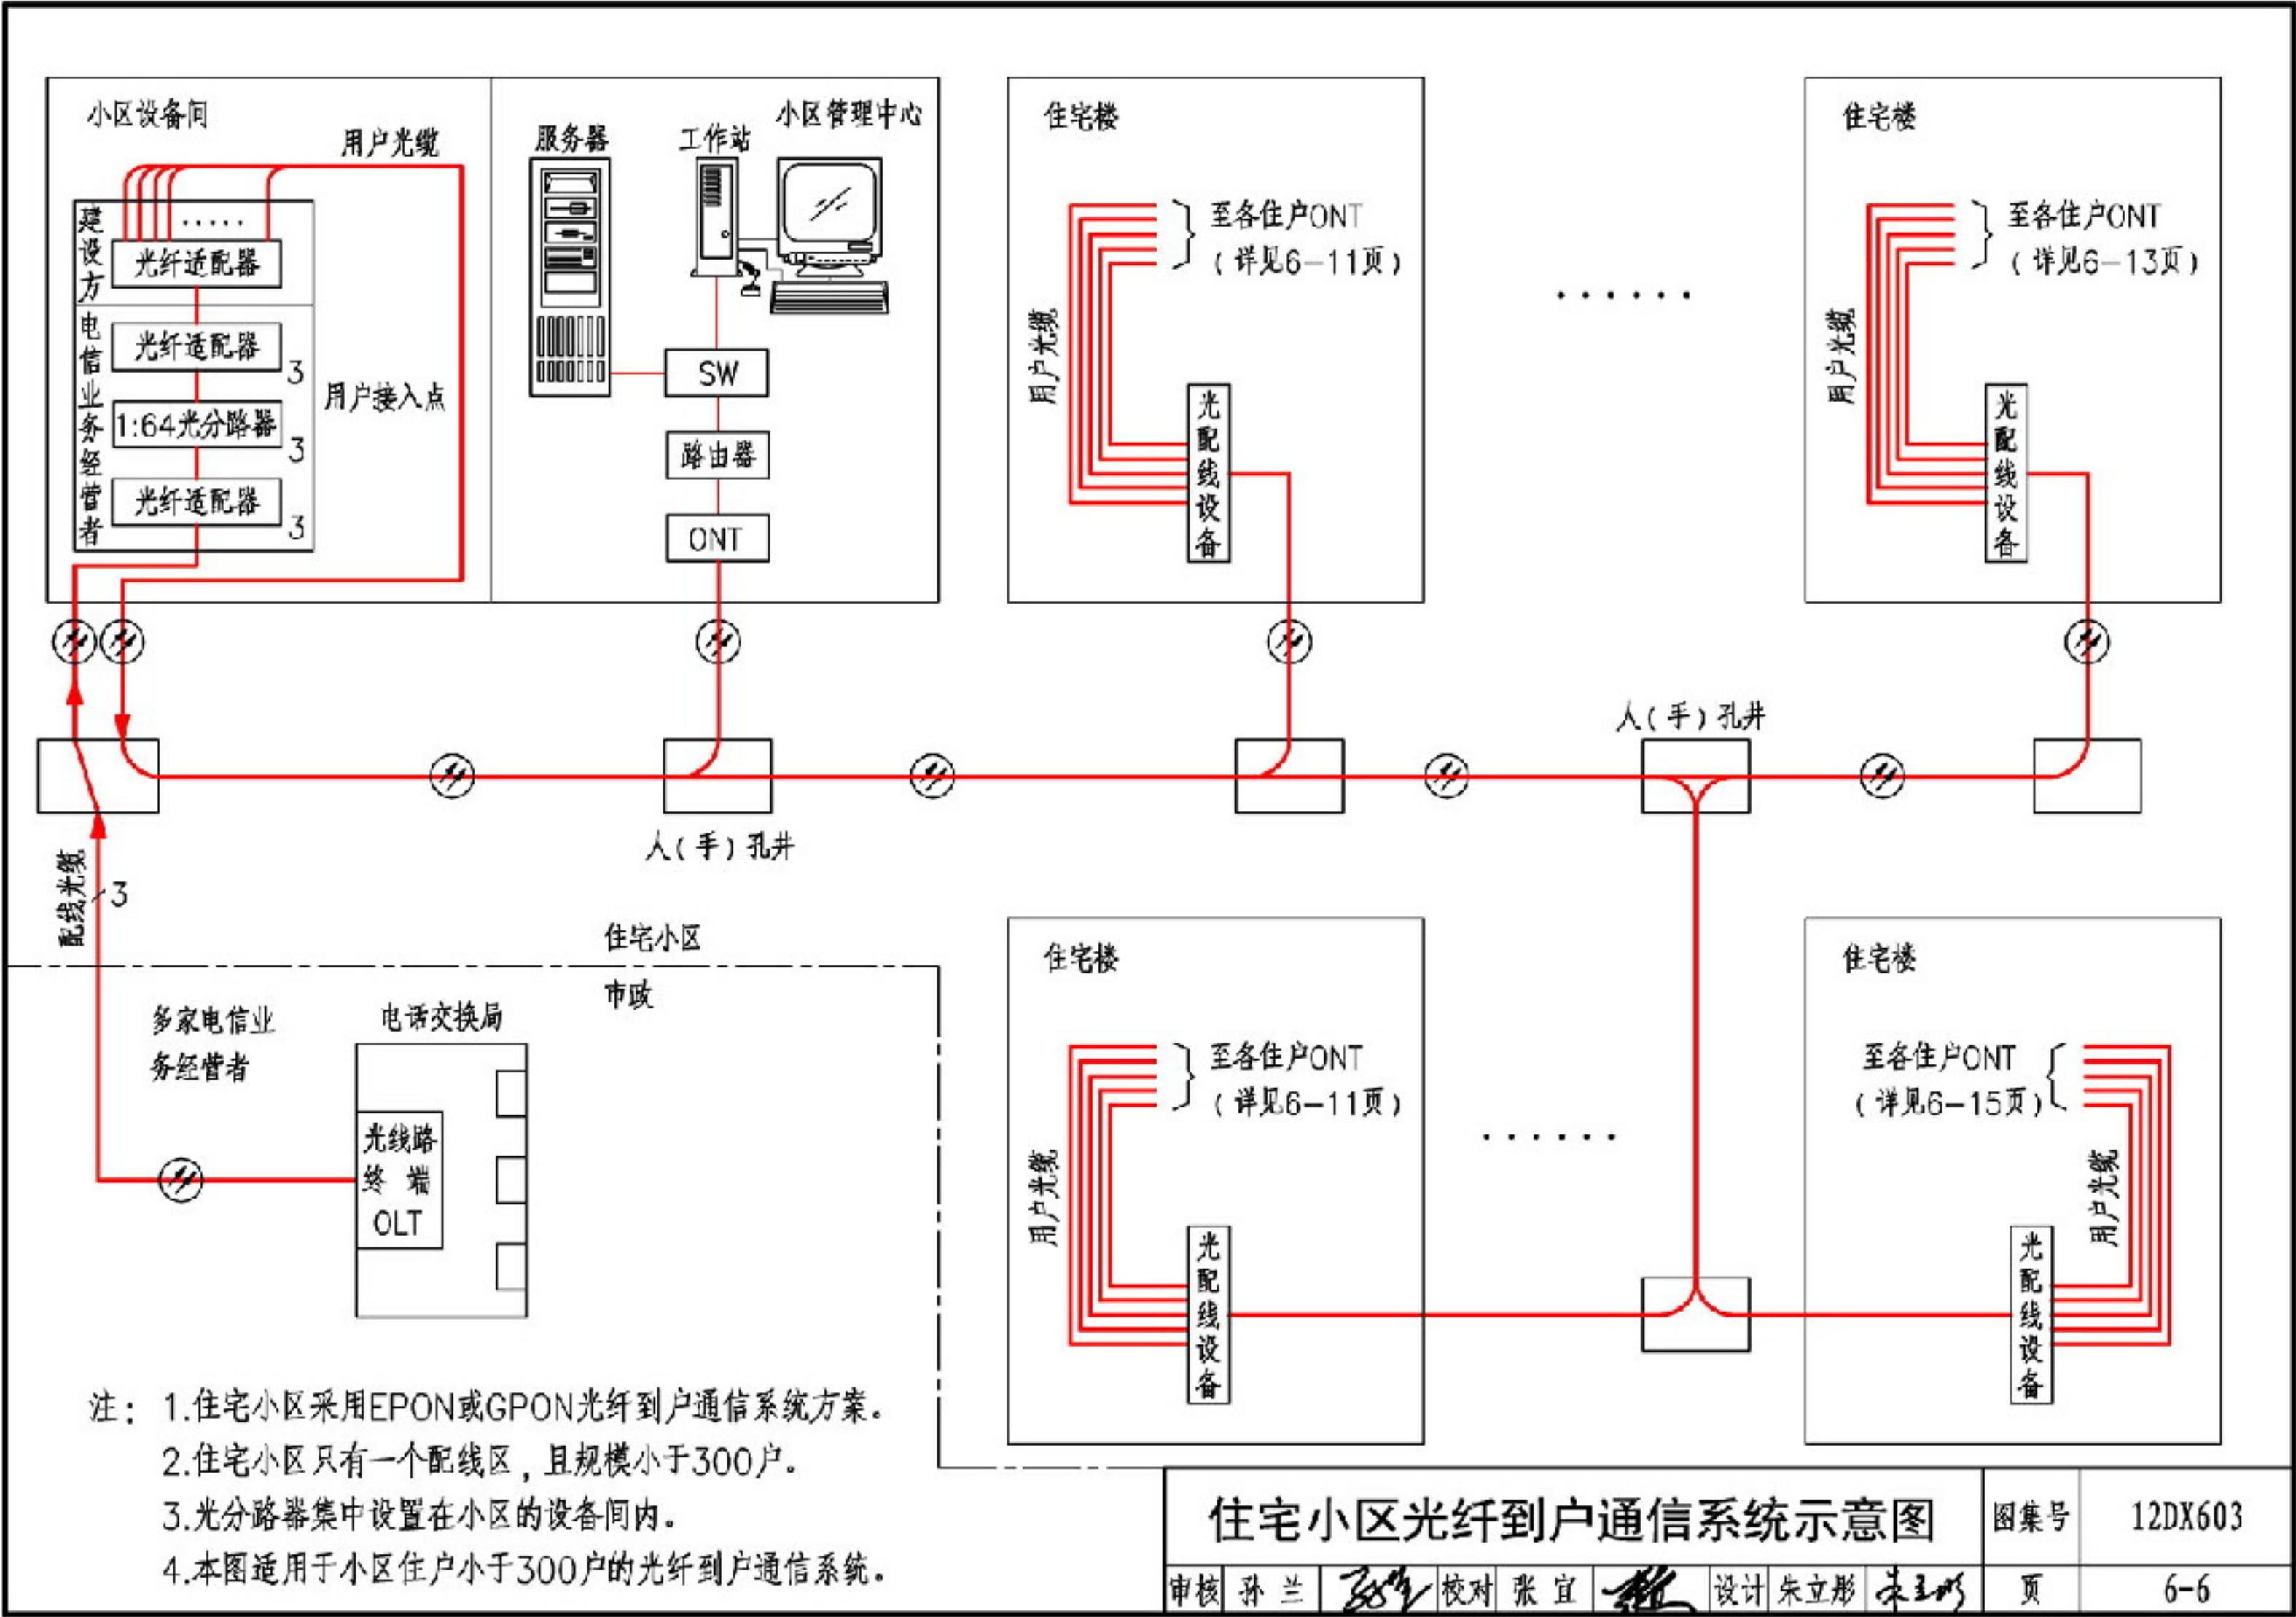 小区设备间
用户光缆
建设方
光纤适配器
电信业务经营者
光纤适配器
3
1:64光分路器
3
光纤适配器
3
用户接入点
服务器
工作站
小区管理中心
SW
路由器
ONT
住宅楼
至各住户ONT
(详见6-11页)
用户光缆
光配线设备
······
住宅楼
至各住户ONT
(详见6-13页)
用户光缆
光配线设备
人(手)孔井
人(手)孔井
配线光缆
3
住宅小区
市政
多家电信业
务经营者
电话交换局
光线路
终 端
OLT
住宅楼
至各住户ONT
(详见6-11页)
用户光缆
光配线设备
······
住宅楼
至各住户ONT
(详见6-15页)
用户光缆
光配线设备
注: 1.住宅小区采用EPON或GPON光纤到户通信系统方案。
2.住宅小区只有一个配线区,且规模小于300户。
3.光分路器集中设置在小区的设备间内。
4.本图适用于小区住户小于300户的光纤到户通信系统。
住宅小区光纤到户通信系统示意图
图集号
12DX603
审核 孙 兰 校对 张 宜 设计 朱立彤 朱立彤
页
6-6